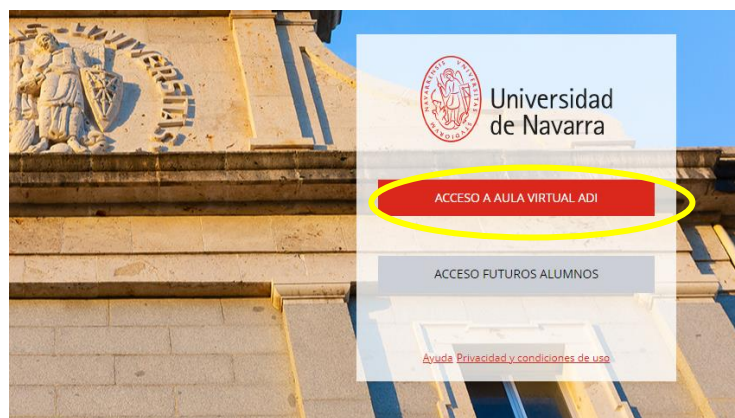 Universidad
de Navarra
ACCESO A AULA VIRTUAL ADI
ACCESO FUTUROS ALUMNOS
Ayuda Privacidad y condiciones de uso